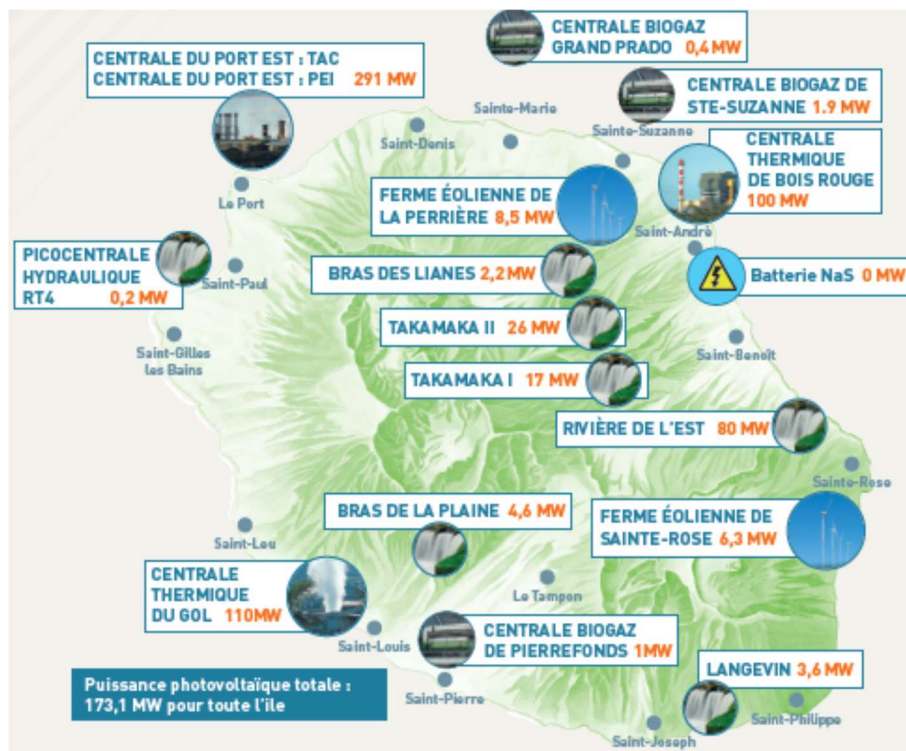 CENTRALE BIOGAZ
GRAND PRADO 0,4 MW
CENTRALE DU PORT EST : TAC
CENTRALE DU PORT EST : PEI 291 MW
CENTRALE BIOGAZ DE
STE-SUZANNE 1.9 MW
Sainte-Marie
Sainte-Suzanne
Saint-Denis
CENTRALE
THERMIQUE
DE BOIS ROUGE
100 MW
Le Port
FERME ÉOLIENNE DE
LA PERRIÈRE 8,5 MW
Saint-André
PICOCENTRALE
HYDRAULIQUE
RT4 0,2 MW
Saint-Paul
BRAS DES LIANES 2,2 MW
Batterie NaS 0 MW
TAKAMAKA II 26 MW
Saint-Gilles
les Bains
Saint-Benoît
TAKAMAKA I 17 MW
RIVIÈRE DE L'EST 80 MW
Sainte-Rose
BRAS DE LA PLAINE 4,6 MW
FERME ÉOLIENNE DE
SAINTE-ROSE 6,3 MW
Saint-Leu
CENTRALE
THERMIQUE
DU GOL 110MW
Le Tampon
Saint-Louis
CENTRALE BIOGAZ
DE PIERREFONDS 1MW
LANGEVIN 3,6 MW
Puissance photovoltaïque totale :
173,1 MW pour toute l'île
Saint-Pierre
Saint-Philippe
Saint-Joseph